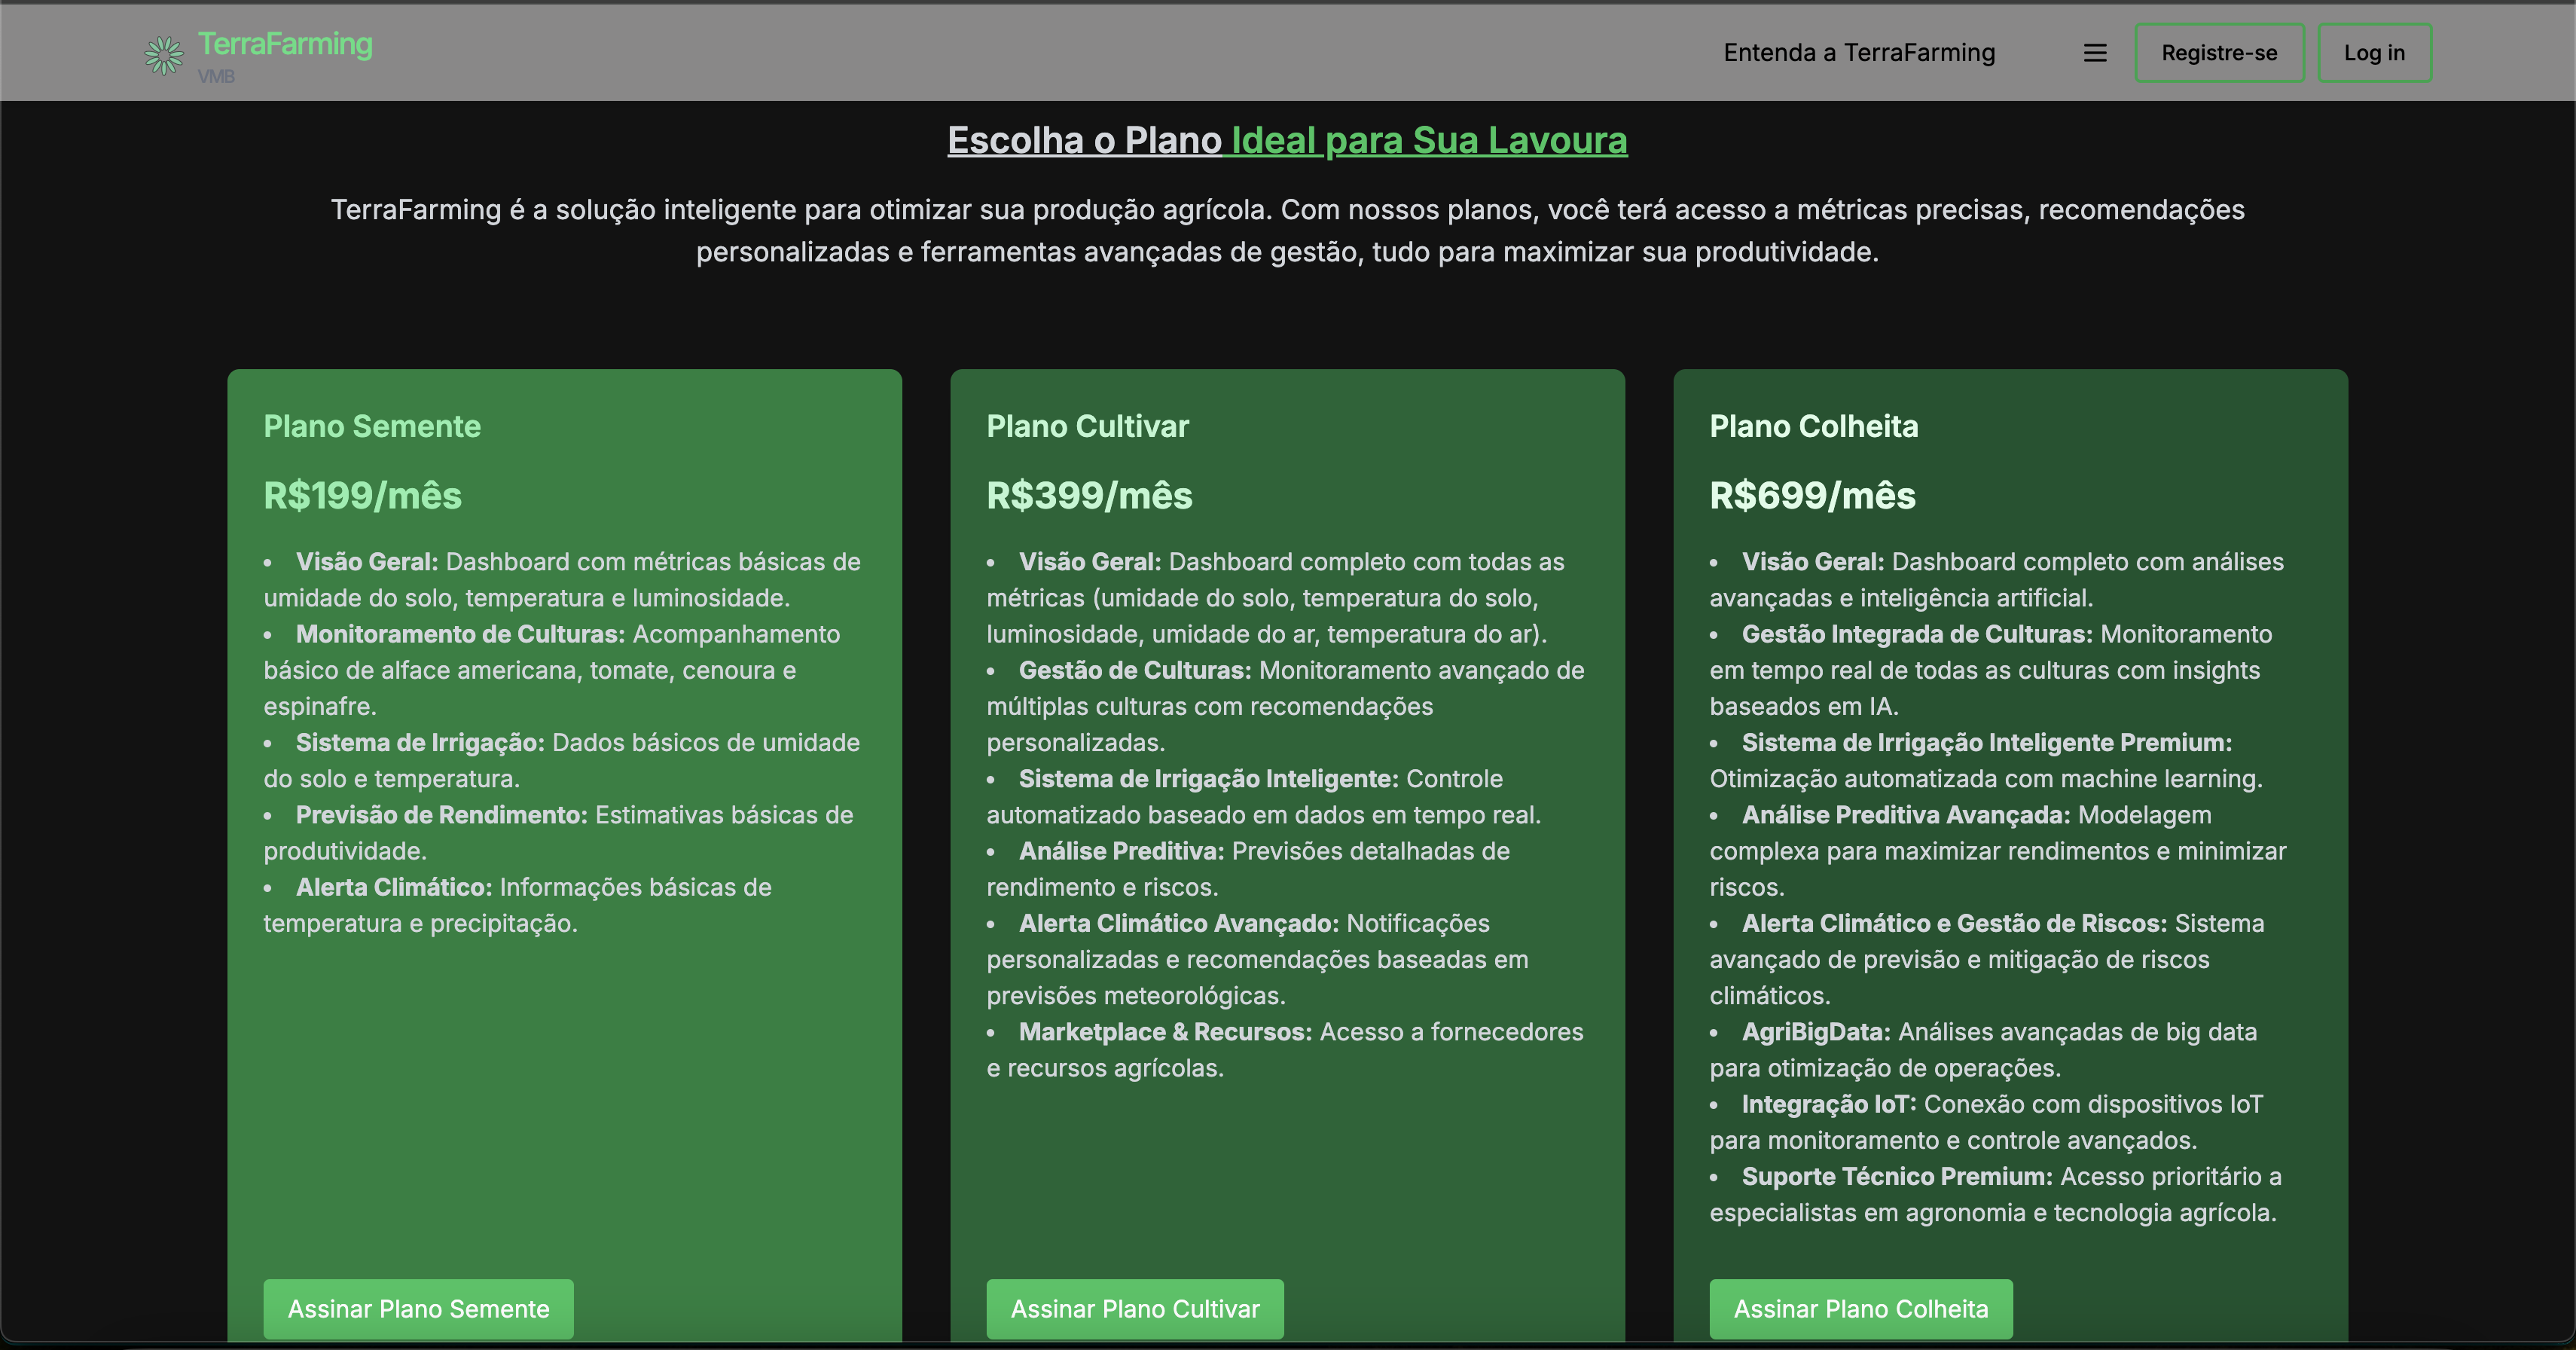 TerraFarming
VMB
Entenda a TerraFarming
Registre-se
Log in
Escolha o Plano Ideal para Sua Lavoura
TerraFarming é a solução inteligente para otimizar sua produção agrícola. Com nossos planos, você terá acesso a métricas precisas, recomendações
personalizadas e ferramentas avançadas de gestão, tudo para maximizar sua produtividade.
Plano Semente
R$199/mês
• Visão Geral: Dashboard com métricas básicas de
umidade do solo, temperatura e luminosidade.
• Monitoramento de Culturas: Acompanhamento
básico de alface americana, tomate, cenoura e
espinafre.
• Sistema de Irrigação: Dados básicos de umidade
do solo e temperatura.
• Previsão de Rendimento: Estimativas básicas de
produtividade.
• Alerta Climático: Informações básicas de
temperatura e precipitação.
Assinar Plano Semente
Plano Cultivar
R$399/mês
• Visão Geral: Dashboard completo com todas as
métricas (umidade do solo, temperatura do solo,
luminosidade, umidade do ar, temperatura do ar).
• Gestão de Culturas: Monitoramento avançado de
múltiplas culturas com recomendações
personalizadas.
• Sistema de Irrigação Inteligente: Controle
automatizado baseado em dados em tempo real.
• Análise Preditiva: Previsões detalhadas de
rendimento e riscos.
• Alerta Climático Avançado: Notificações
personalizadas e recomendações baseadas em
previsões meteorológicas.
• Marketplace & Recursos: Acesso a fornecedores
e recursos agrícolas.
Assinar Plano Cultivar
Plano Colheita
R$699/mês
• Visão Geral: Dashboard completo com análises
avançadas e inteligência artificial.
• Gestão Integrada de Culturas: Monitoramento
em tempo real de todas as culturas com insights
baseados em IA.
• Sistema de Irrigação Inteligente Premium:
Otimização automatizada com machine learning.
• Análise Preditiva Avançada: Modelagem
complexa para maximizar rendimentos e minimizar
riscos.
• Alerta Climático e Gestão de Riscos: Sistema
avançado de previsão e mitigação de riscos
climáticos.
• AgriBigData: Análises avançadas de big data
para otimização de operações.
• Integração IoT: Conexão com dispositivos IoT
para monitoramento e controle avançados.
• Suporte Técnico Premium: Acesso prioritário a
especialistas em agronomia e tecnologia agrícola.
Assinar Plano Colheita